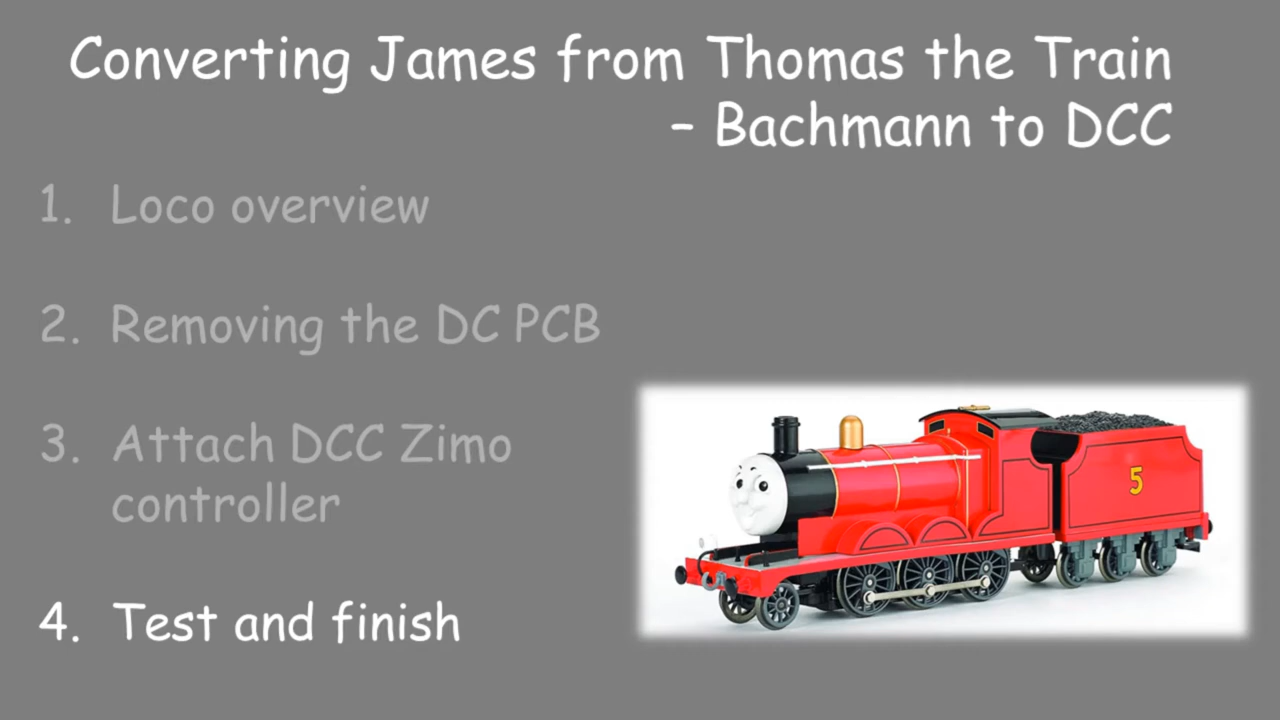 Converting James from Thomas the Train
– Bachmann to DCC
1. Loco overview
2. Removing the DC PCB
3. Attach DCC Zimo
controller
4. Test and finish
5